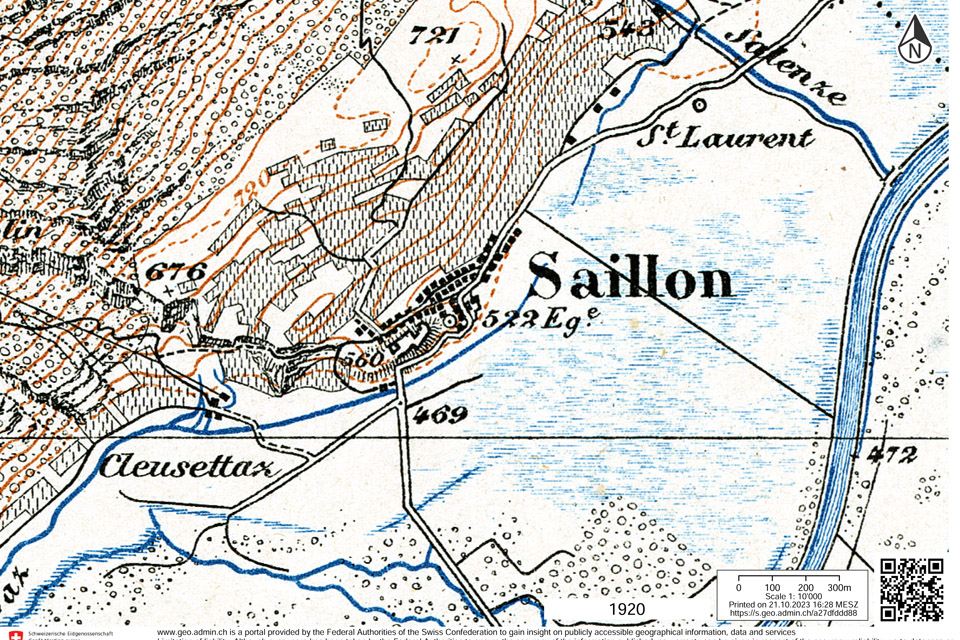 721
543
Salenze
St Laurent
720
lin
676
Saillon
522 Ege
560
469
472
Cleusettaz
az
N
0 100 200 300m
Scale 1: 10'000
Printed on 21.10.2023 16:28 MESZ
https://s.geo.admin.ch/a27dfddd88
1920
Schweizerische Eidgenossenschaft
www.geo.admin.ch is a portal provided by the Federal Authorities of the Swiss Confederation to gain insight on publicly accessible geographical information, data and services